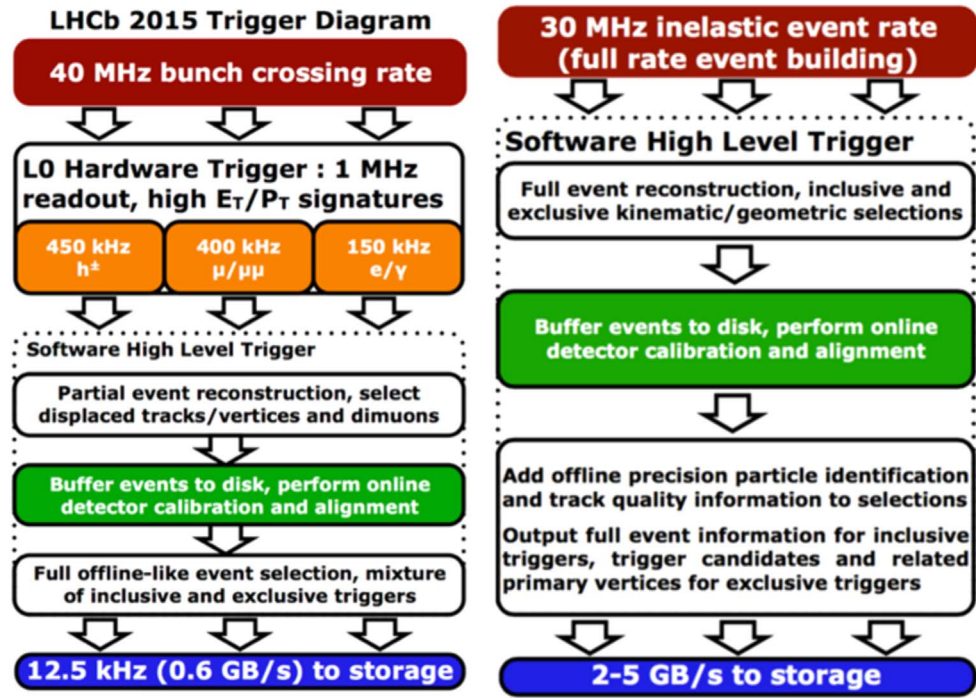 LHCb 2015 Trigger Diagram
40 MHz bunch crossing rate
L0 Hardware Trigger : 1 MHz
readout, high Eᴛ/Pᴛ signatures
450 kHz
h±
400 kHz
µ/µµ
150 kHz
e/γ
Software High Level Trigger
Partial event reconstruction, select
displaced tracks/vertices and dimuons
Buffer events to disk, perform online
detector calibration and alignment
Full offline-like event selection, mixture
of inclusive and exclusive triggers
12.5 kHz (0.6 GB/s) to storage
30 MHz inelastic event rate
(full rate event building)
Software High Level Trigger
Full event reconstruction, inclusive and
exclusive kinematic/geometric selections
Buffer events to disk, perform online
detector calibration and alignment
Add offline precision particle identification
and track quality information to selections
Output full event information for inclusive
triggers, trigger candidates and related
primary vertices for exclusive triggers
2-5 GB/s to storage